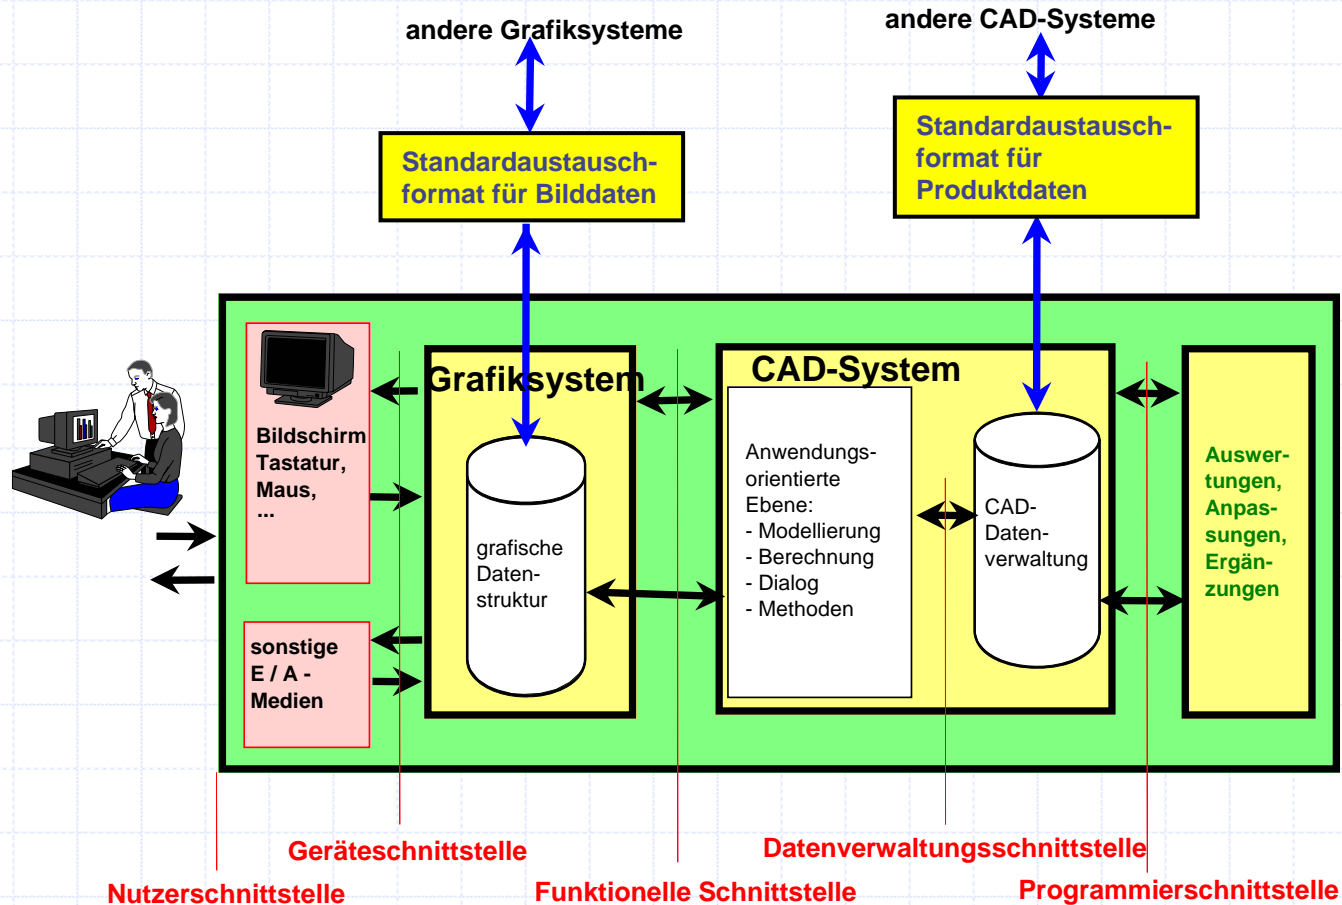 andere Grafiksysteme
andere CAD-Systeme
Standardaustausch-
format für Bilddaten
Standardaustausch-
format für
Produktdaten
Grafiksystem
CAD-System
Bildschirm
Tastatur,
Maus,
...
sonstige
E / A -
Medien
grafische
Daten-
struktur
Anwendungs-
orientierte
Ebene:
- Modellierung
- Berechnung
- Dialog
- Methoden
CAD-
Daten-
verwaltung
Auswer-
tungen,
Anpas-
sungen,
Ergän-
zungen
Geräteschnittstelle
Datenverwaltungsschnittstelle
Nutzerschnittstelle
Funktionelle Schnittstelle
Programmierschnittstelle